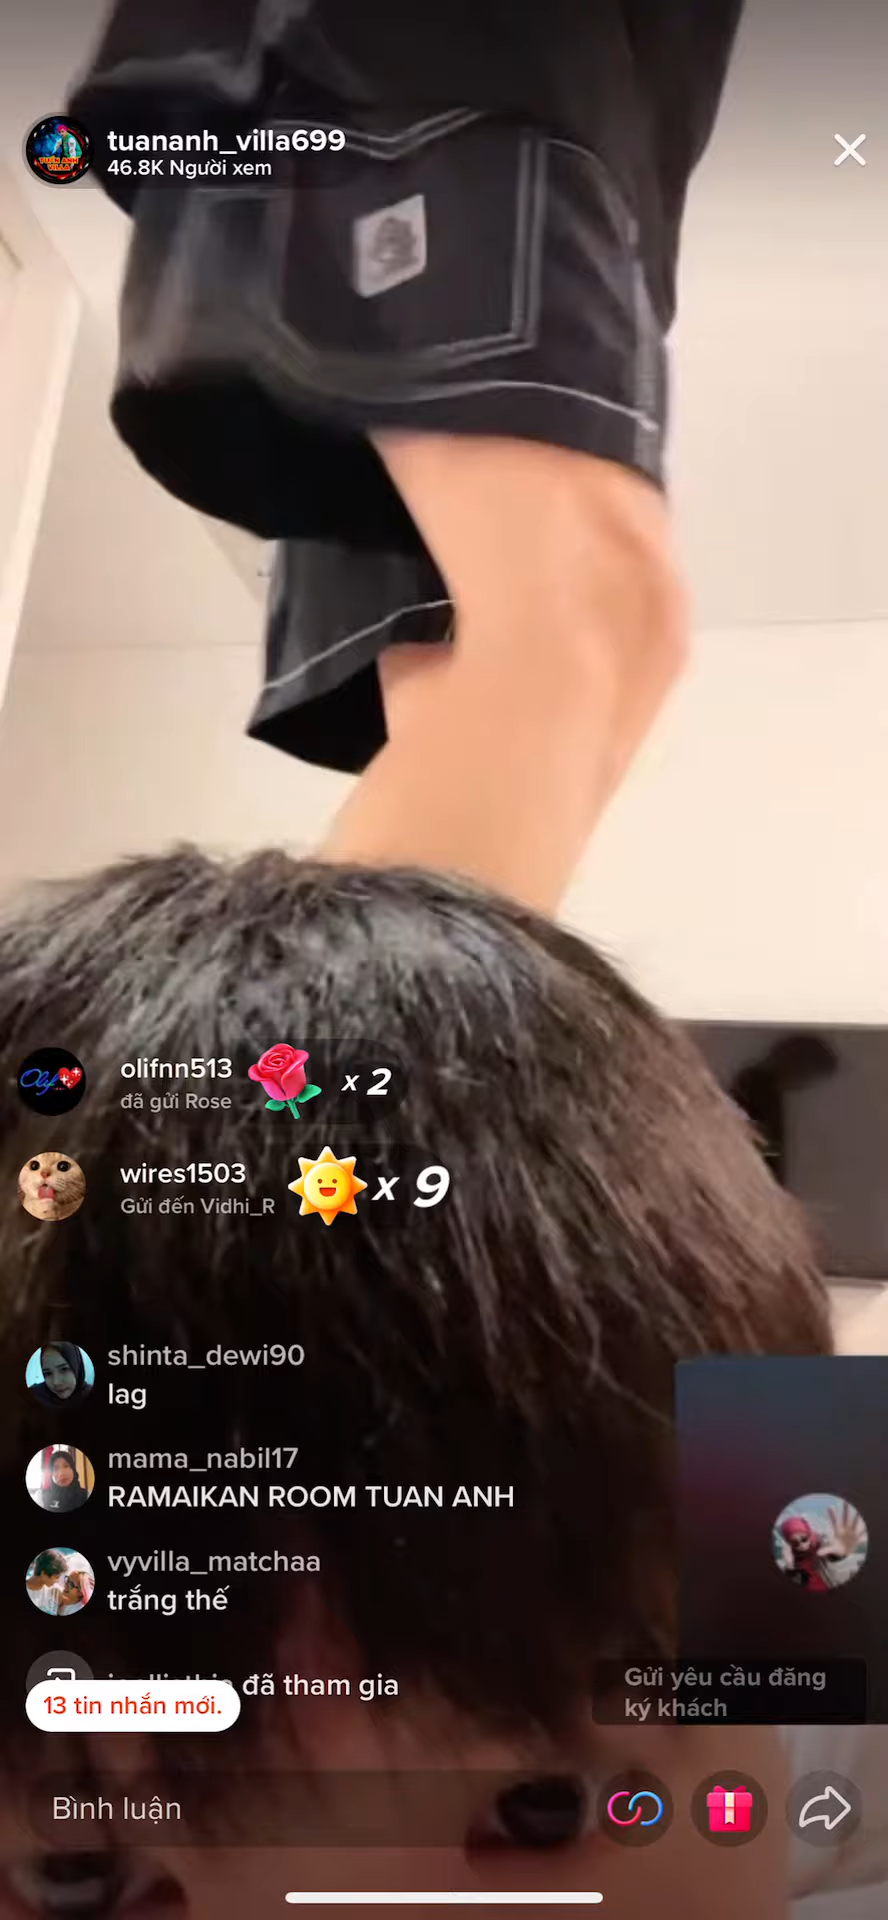 tuananh_villa699
46.8K Người xem
olifnn513
đã gửi Rose
x 2
wires1503
Gửi đến Vidhi_R
x 9
shinta_dewi90
lag
mama_nabil17
RAMAIKAN ROOM TUAN ANH
vyvilla_matchaa
trắng thế
đã tham gia
13 tin nhắn mới.
Gửi yêu cầu đăng
ký khách
Bình luận